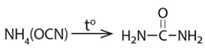 O
NH₄(OCN) —t°→ H₂N–C–NH₂